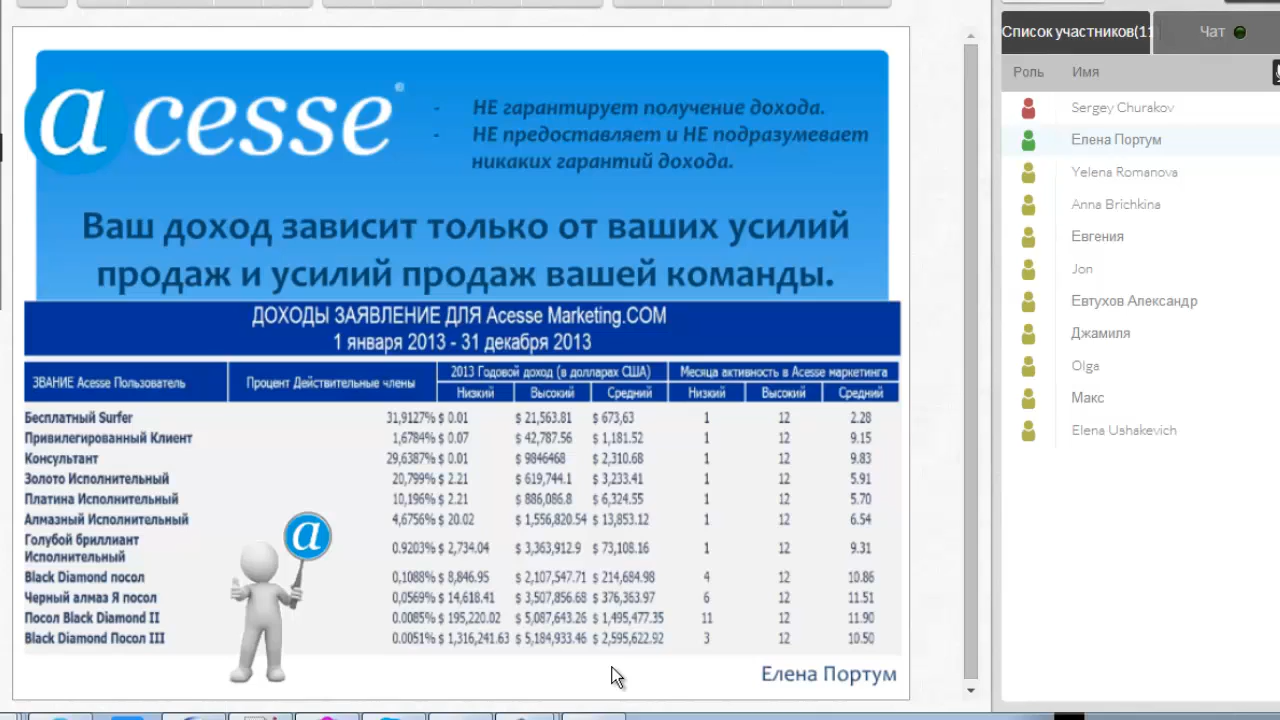 a cesse®
- НЕ гарантирует получение дохода.
- НЕ предоставляет и НЕ подразумевает
никаких гарантий дохода.
Ваш доход зависит только от ваших усилий
продаж и усилий продаж вашей команды.
ДОХОДЫ ЗАЯВЛЕНИЕ ДЛЯ Acesse Marketing.COM
1 января 2013 - 31 декабря 2013
ЗВАНИЕ Acesse Пользователь Процент Действительные члены 2013 Годовой доход (в долларах США) Месяца активность в Acesse маркетинга
Низкий Высокий Средний Низкий Высокий Средний
Бесплатный Surfer 31,9127% $ 0.01 $ 21,563.81 $ 673,63 1 12 2.28
Привилегированный Клиент 1,6784% $ 0.07 $ 42,787.56 $ 1,181.52 1 12 9.15
Консультант 29,6387% $ 0.01 $ 9846468 $ 2,310.68 1 12 9.83
Золото Исполнительный 20,799% $ 2.21 $ 619,744.1 $ 3,233.41 1 12 5.91
Платина Исполнительный 10,196% $ 2.21 $ 886,086.8 $ 6,324.55 1 12 5.70
Алмазный Исполнительный 4,6756% $ 20.02 $ 1,556,820.54 $ 13,853.12 1 12 6.54
Голубой бриллиант
Исполнительный 0.9203% $ 2,734.04 $ 3,363,912.9 $ 73,108.16 1 12 9.31
Black Diamond посол 0,1088% $ 8,846.95 $ 2,107,547.71 $ 214,684.98 4 12 10.86
Черный алмаз Я посол 0,0569% $ 14,618.41 $ 3,507,856.68 $ 376,363.97 6 12 11.51
Посол Black Diamond II 0.0085% $ 195,220.02 $ 5,087,643.26 $ 1,495,477.35 11 12 11.90
Black Diamond Посол III 0.0051% $ 1,316,241.63 $ 5,184,933.46 $ 2,595,622.92 3 12 10.50
a
Елена Портум
Список участников(11 Чат
Роль Имя
Sergey Churakov
Елена Портум
Yelena Romanova
Anna Brichkina
Евгения
Jon
Евтухов Александр
Джамиля
Olga
Макс
Elena Ushakevich